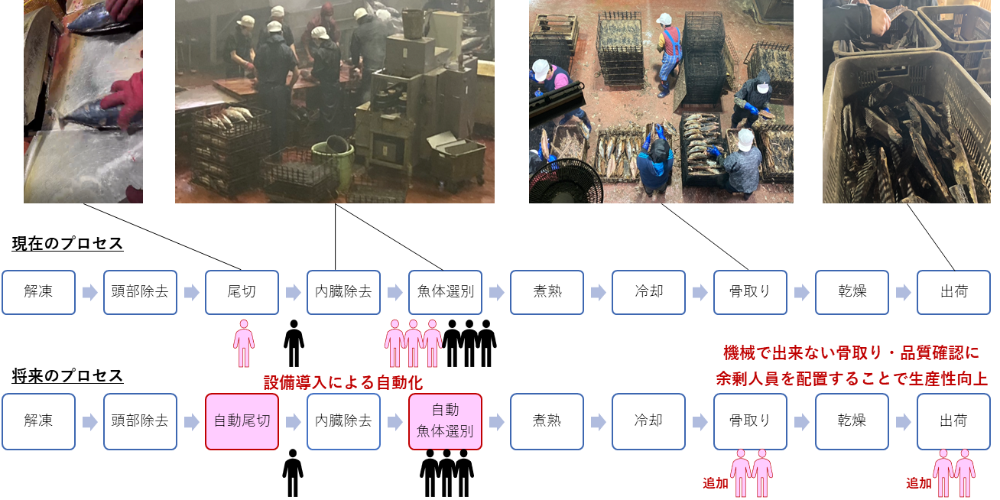 現在のプロセス
解凍
頭部除去
尾切
内臓除去
魚体選別
煮熟
冷却
骨取り
乾燥
出荷
機械で出来ない骨取り・品質確認に
余剰人員を配置することで生産性向上
将来のプロセス
設備導入による自動化
解凍
頭部除去
自動尾切
内臓除去
自動
魚体選別
煮熟
冷却
骨取り
乾燥
出荷
追加
追加